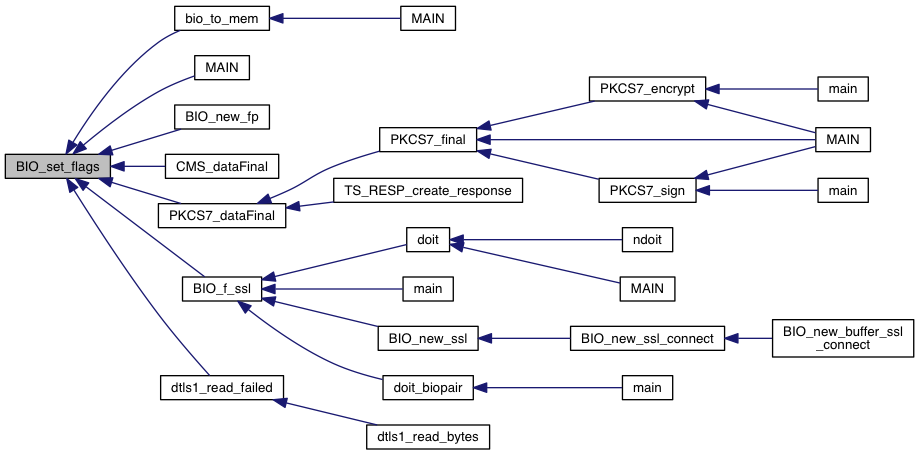 bio_to_mem
MAIN
MAIN
PKCS7_encrypt
main
BIO_new_fp
PKCS7_final
MAIN
BIO_set_flags
CMS_dataFinal
TS_RESP_create_response
PKCS7_sign
main
PKCS7_dataFinal
doit
ndoit
BIO_f_ssl
main
MAIN
BIO_new_ssl
BIO_new_ssl_connect
BIO_new_buffer_ssl
_connect
dtls1_read_failed
doit_biopair
main
dtls1_read_bytes